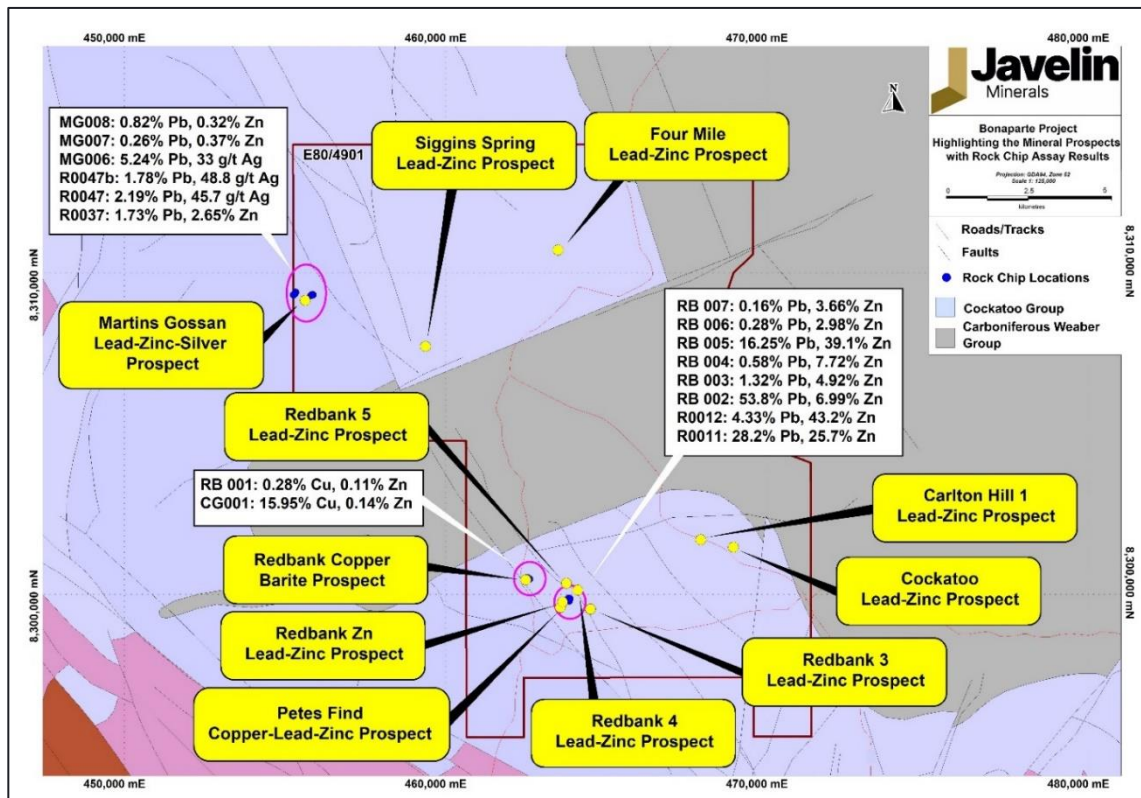 450,000 mE
460,000 mE
470,000 mE
480,000 mE
Javelin
Minerals
N
Bonaparte Project
Highlighting the Mineral Prospects
with Rock Chip Assay Results
Projection: GDA94, Zone 52
Scale 1: 125,000
0 2.5 5
kilometres
Roads/Tracks
Faults
Rock Chip Locations
Cockatoo Group
Carboniferous Weaber
Group
MG008: 0.82% Pb, 0.32% Zn
MG007: 0.26% Pb, 0.37% Zn
MG006: 5.24% Pb, 33 g/t Ag
R0047b: 1.78% Pb, 48.8 g/t Ag
R0047: 2.19% Pb, 45.7 g/t Ag
R0037: 1.73% Pb, 2.65% Zn
E80/4901
Siggins Spring
Lead-Zinc Prospect
Four Mile
Lead-Zinc Prospect
8,310,000 mN
8,310,000 mN
Martins Gossan
Lead-Zinc-Silver
Prospect
RB 007: 0.16% Pb, 3.66% Zn
RB 006: 0.28% Pb, 2.98% Zn
RB 005: 16.25% Pb, 39.1% Zn
RB 004: 0.58% Pb, 7.72% Zn
RB 003: 1.32% Pb, 4.92% Zn
RB 002: 53.8% Pb, 6.99% Zn
R0012: 4.33% Pb, 43.2% Zn
R0011: 28.2% Pb, 25.7% Zn
Redbank 5
Lead-Zinc Prospect
RB 001: 0.28% Cu, 0.11% Zn
CG001: 15.95% Cu, 0.14% Zn
Carlton Hill 1
Lead-Zinc Prospect
Redbank Copper
Barite Prospect
Cockatoo
Lead-Zinc Prospect
8,300,000 mN
8,300,000 mN
Redbank Zn
Lead-Zinc Prospect
Redbank 3
Lead-Zinc Prospect
Petes Find
Copper-Lead-Zinc Prospect
Redbank 4
Lead-Zinc Prospect
450,000 mE
460,000 mE
470,000 mE
480,000 mE